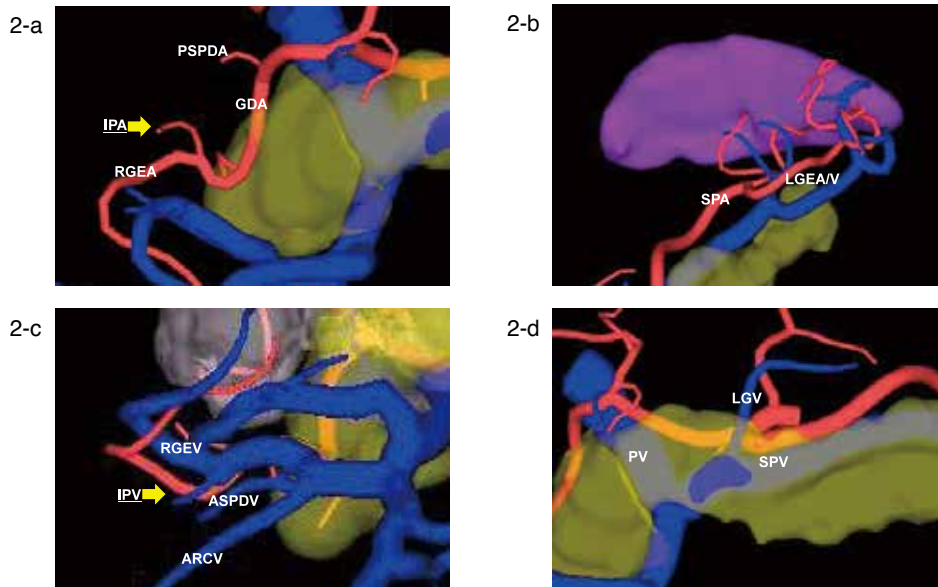 2-a
PSPDA
GDA
IPA
RGEA
2-b
LGEA/V
SPA
2-c
RGEV
IPV
ASPDV
ARCV
2-d
LGV
PV
SPV